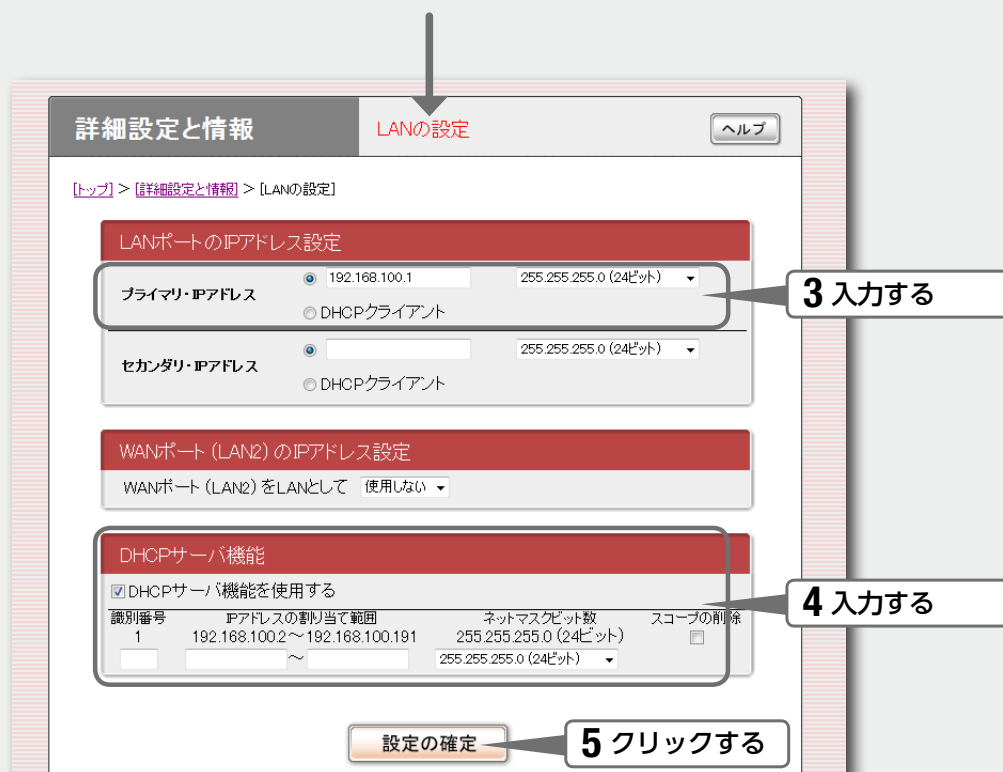 詳細設定と情報 LANの設定 ヘルプ
[トップ] > [詳細設定と情報] > [LANの設定]
LANポートのIPアドレス設定
プライマリ・IPアドレス 192.168.100.1 255.255.255.0 (24ビット)
DHCPクライアント
3 入力する
セカンダリ・IPアドレス 255.255.255.0 (24ビット)
DHCPクライアント
WANポート (LAN2) のIPアドレス設定
WANポート (LAN2) をLANとして 使用しない
DHCPサーバ機能
DHCPサーバ機能を使用する
4 入力する
識別番号 IPアドレスの割り当て範囲 ネットマスクビット数 スコープの削除
1 192.168.100.2～192.168.100.191 255.255.255.0 (24ビット)
～ 255.255.255.0 (24ビット)
設定の確定 5 クリックする